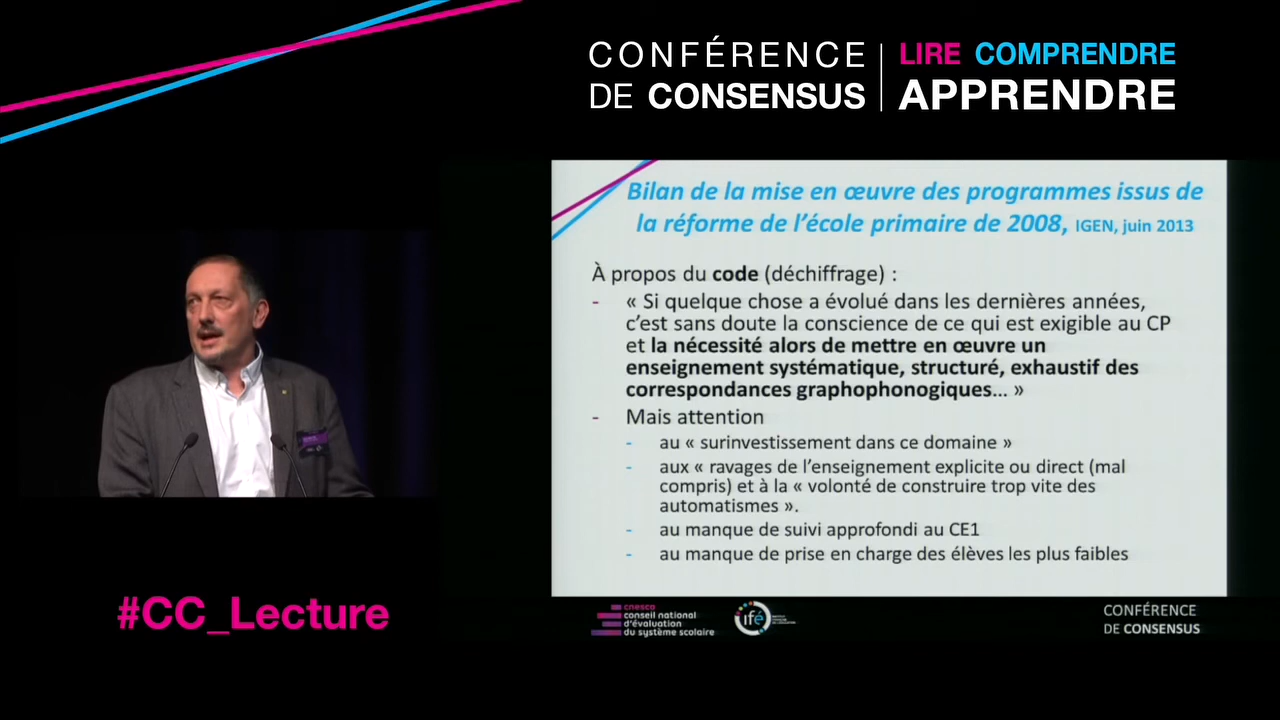 CONFÉRENCE
DE CONSENSUS
LIRE COMPRENDRE
APPRENDRE
Bilan de la mise en œuvre des programmes issus de
la réforme de l'école primaire de 2008, IGEN, juin 2013
À propos du code (déchiffrage) :
- « Si quelque chose a évolué dans les dernières années,
c'est sans doute la conscience de ce qui est exigible au CP
et la nécessité alors de mettre en œuvre un
enseignement systématique, structuré, exhaustif des
correspondances graphophonologiques... »
- Mais attention
- au « surinvestissement dans ce domaine »
- aux « ravages de l'enseignement explicite ou direct (mal
compris) et à la « volonté de construire trop vite des
automatismes ».
- au manque de suivi approfondi au CE1
- au manque de prise en charge des élèves les plus faibles
#CC_Lecture
cnesco
conseil national
d'évaluation
du système scolaire
ifé
CONFÉRENCE
DE CONSENSUS